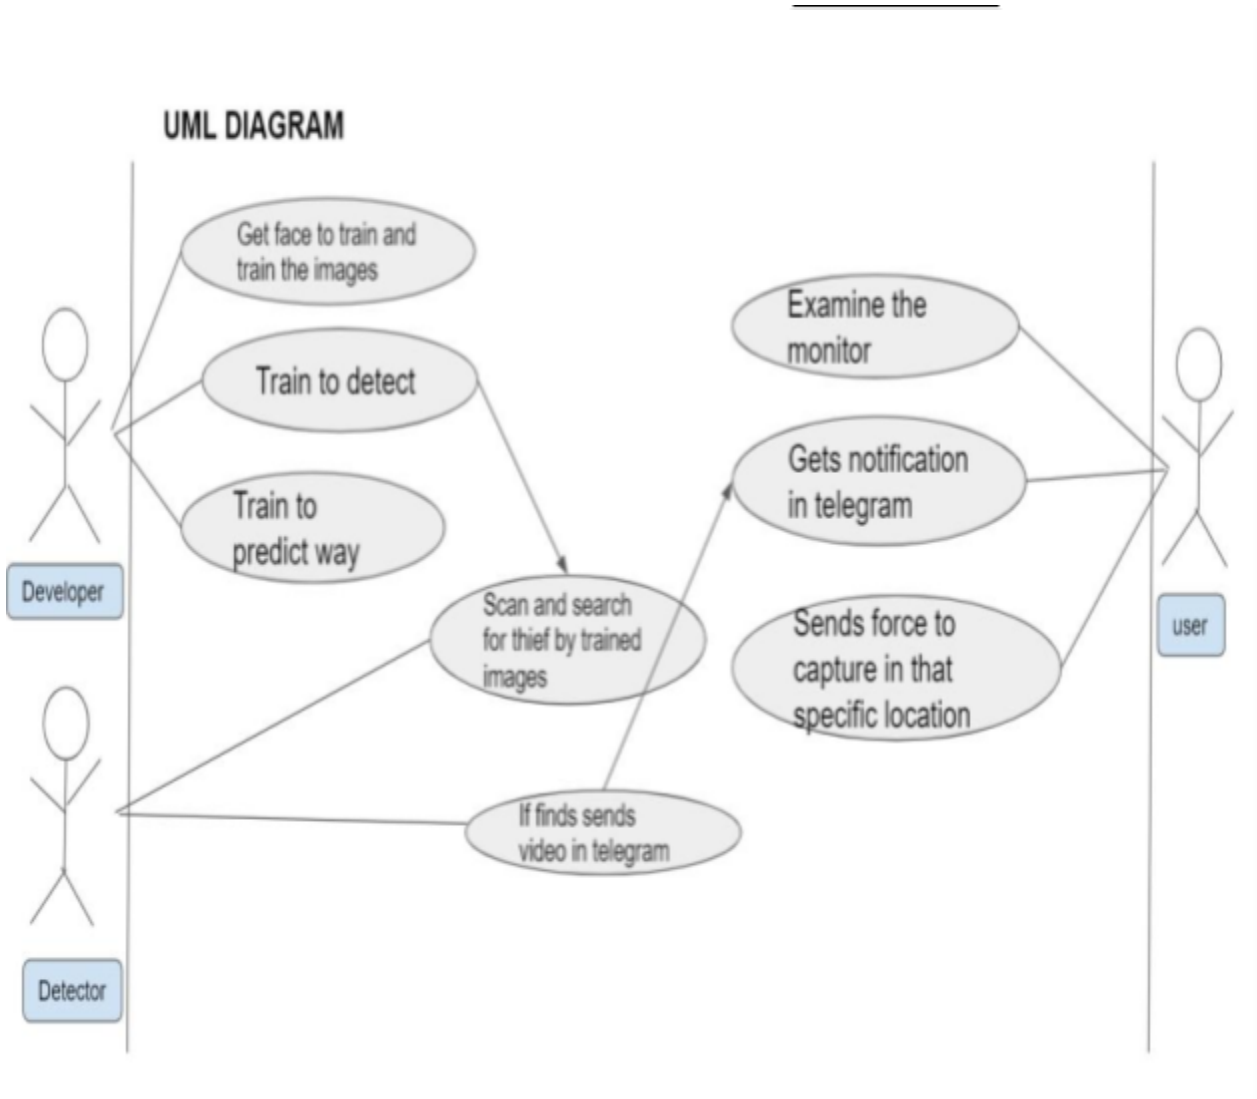 UML DIAGRAM
Get face to train and
train the images
Train to detect
Train to
predict way
Developer
Scan and search
for thief by trained
images
If finds sends
video in telegram
Detector
Examine the
monitor
Gets notification
in telegram
Sends force to
capture in that
specific location
user